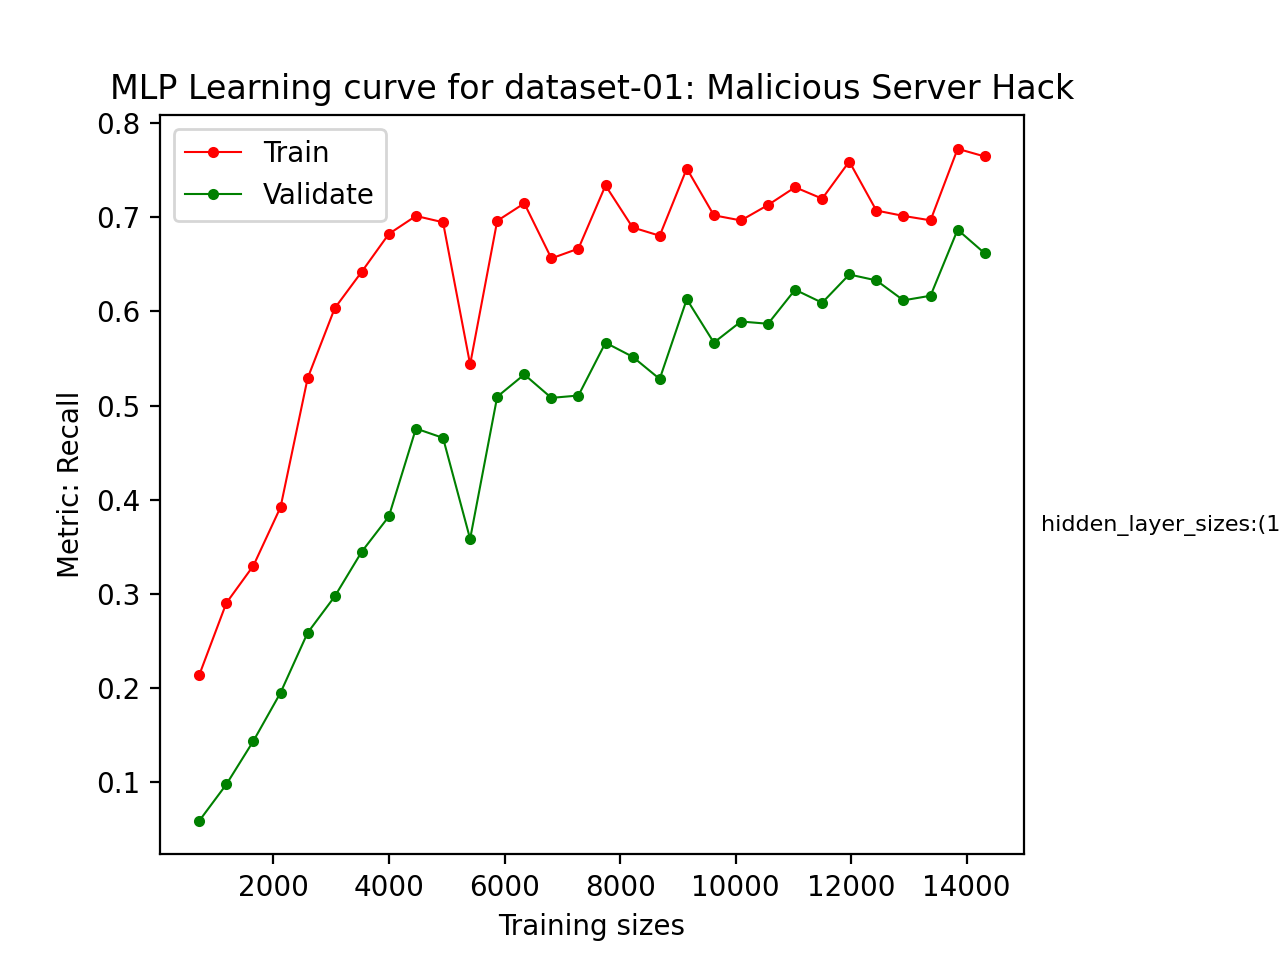 MLP Learning curve for dataset-01: Malicious Server Hack
Train
Validate
0.8
0.7
0.6
0.5
0.4
0.3
0.2
0.1
Metric: Recall
hidden_layer_sizes:(1
2000 4000 6000 8000 10000 12000 14000
Training sizes